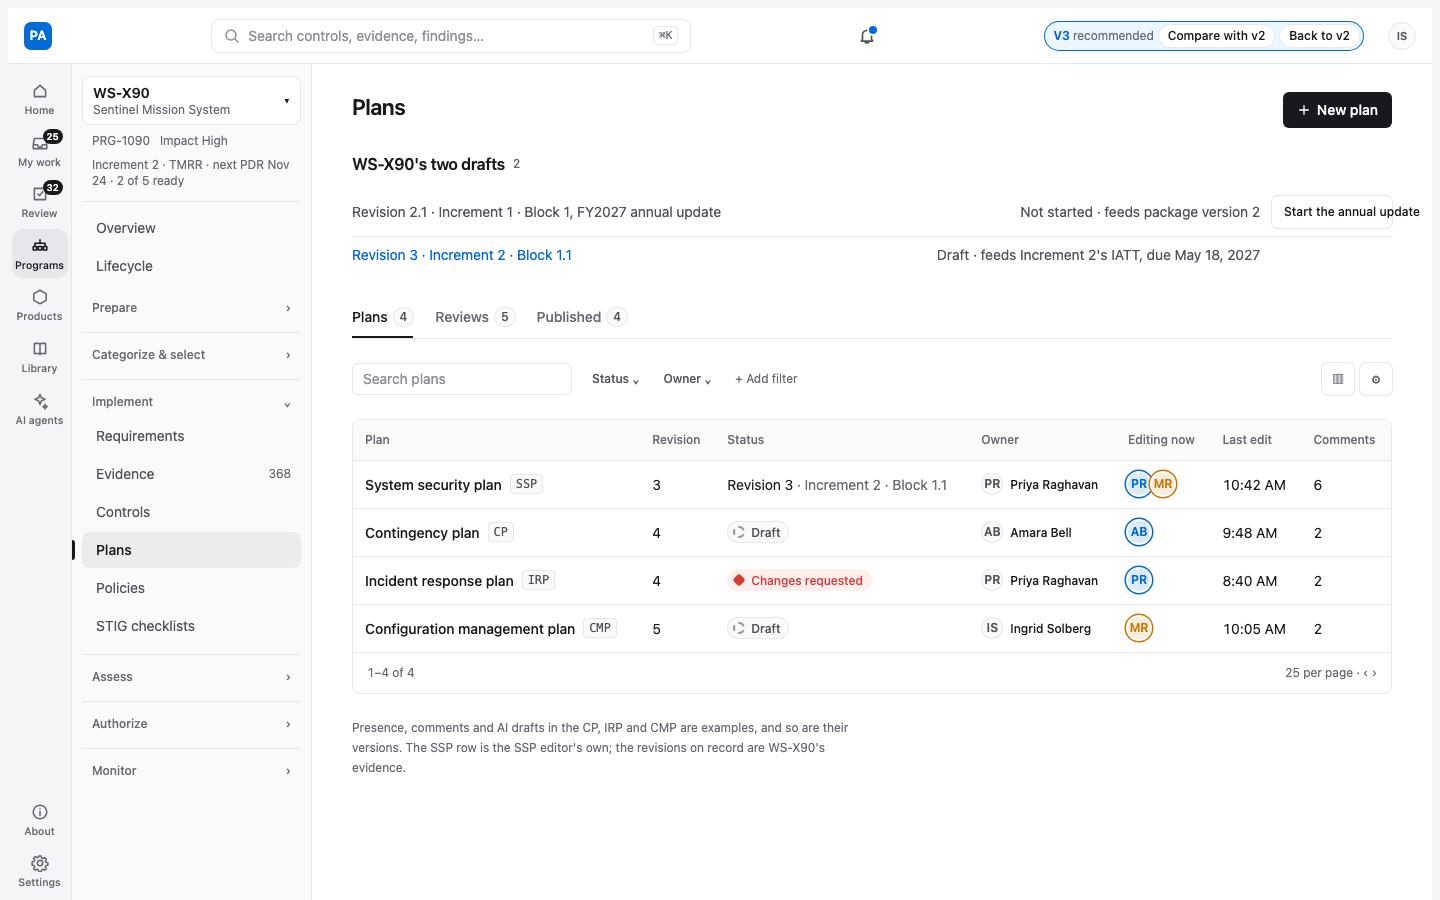 PA
Search controls, evidence, findings...
⌘K
V3 recommended
Compare with v2
Back to v2
IS
Home
25
My work
32
Review
Programs
Products
Library
AI agents
About
Settings
WS-X90
Sentinel Mission System
PRG-1090 Impact High
Increment 2 · TMRR · next PDR Nov
24 · 2 of 5 ready
Overview
Lifecycle
Prepare
Categorize & select
Implement
Requirements
Evidence 368
Controls
Plans
Policies
STIG checklists
Assess
Authorize
Monitor
Plans
+ New plan
WS-X90's two drafts 2
Revision 2.1 · Increment 1 · Block 1, FY2027 annual update
Not started · feeds package version 2
Start the annual update
Revision 3 · Increment 2 · Block 1.1
Draft · feeds Increment 2's IATT, due May 18, 2027
Plans 4
Reviews 5
Published 4
Search plans
Status
Owner
+ Add filter
Plan Revision Status Owner Editing now Last edit Comments
System security plan SSP 3 Revision 3 · Increment 2 · Block 1.1 PR Priya Raghavan PR MR 10:42 AM 6
Contingency plan CP 4 Draft AB Amara Bell AB 9:48 AM 2
Incident response plan IRP 4 Changes requested PR Priya Raghavan PR 8:40 AM 2
Configuration management plan CMP 5 Draft IS Ingrid Solberg MR 10:05 AM 2
1–4 of 4
25 per page · ‹ ›
Presence, comments and AI drafts in the CP, IRP and CMP are examples, and so are their
versions. The SSP row is the SSP editor's own; the revisions on record are WS-X90's
evidence.